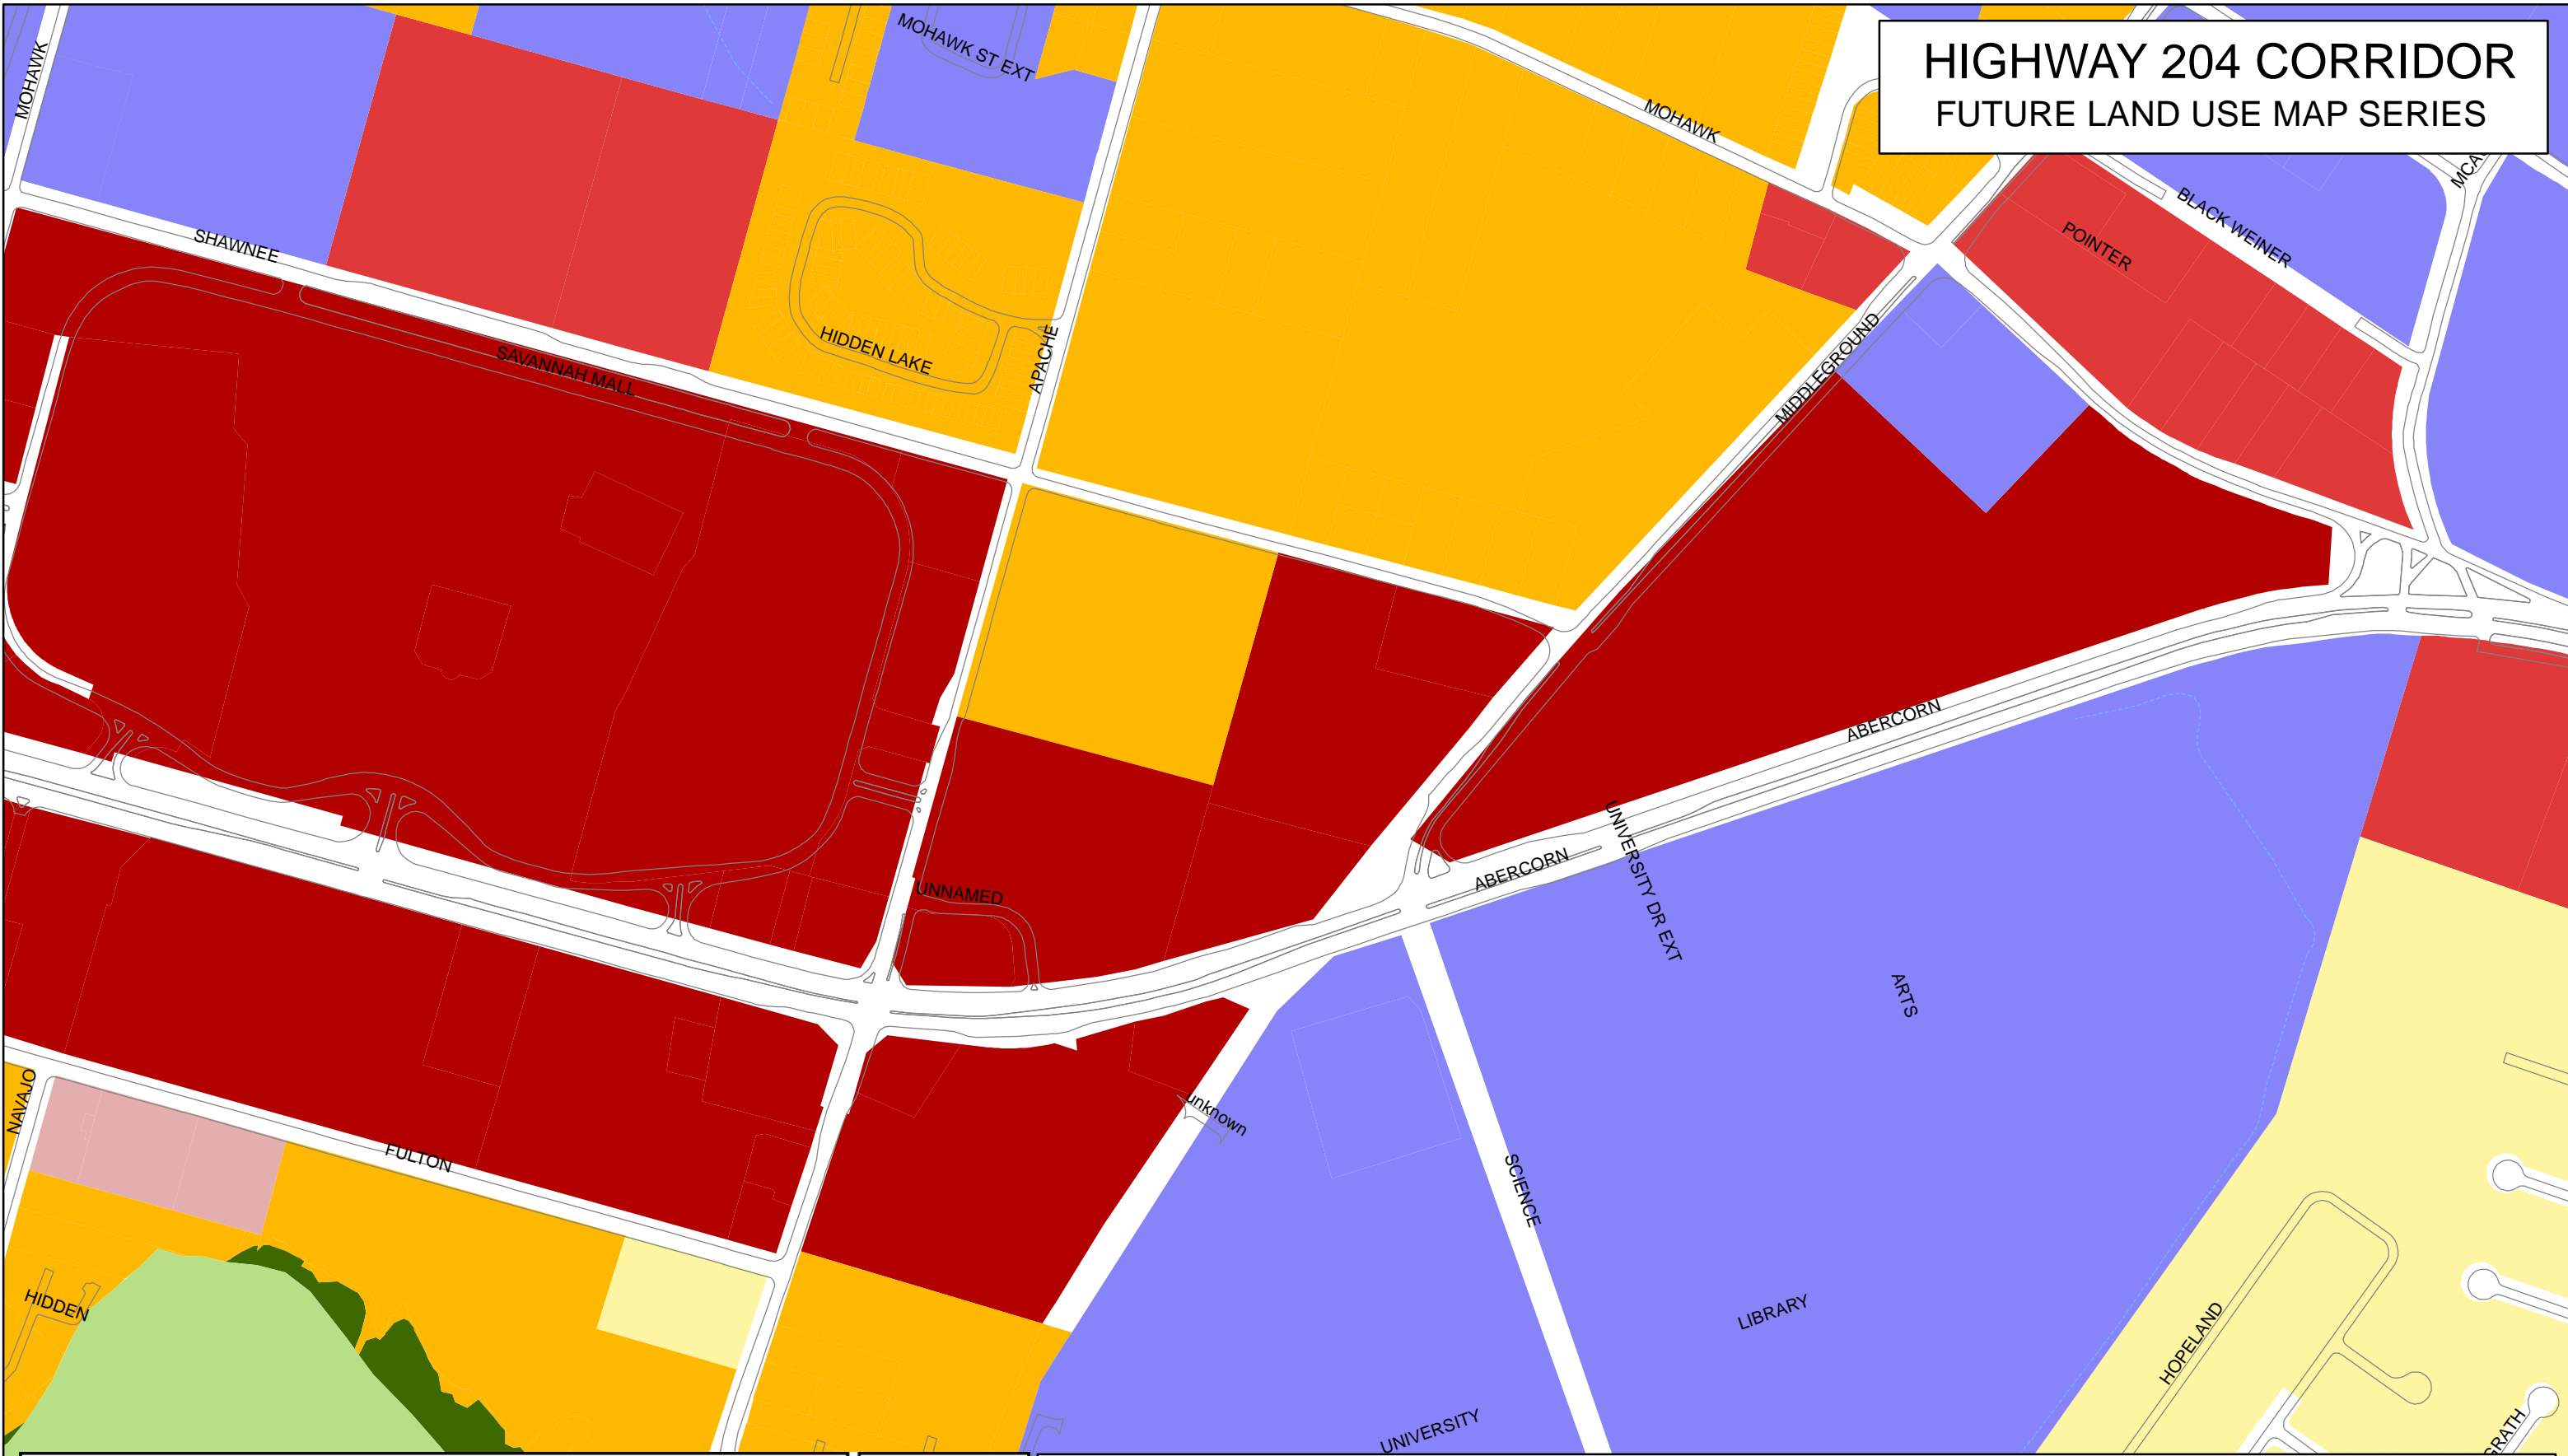 HIGHWAY 204 CORRIDOR
FUTURE LAND USE MAP SERIES
MOHAWK
MOHAWK ST EXT
MOHAWK
BLACK WEINER
POINTER
SHAWNEE
SAVANNAH MALL
HIDDEN LAKE
APACHE
MIDDLEGROUND
ABERCORN
ABERCORN
UNIVERSITY DR EXT
UNNAMED
ARTS
NAVAJO
unknown
FULTON
SCIENCE
HIDDEN
LIBRARY
HOPELAND
UNIVERSITY